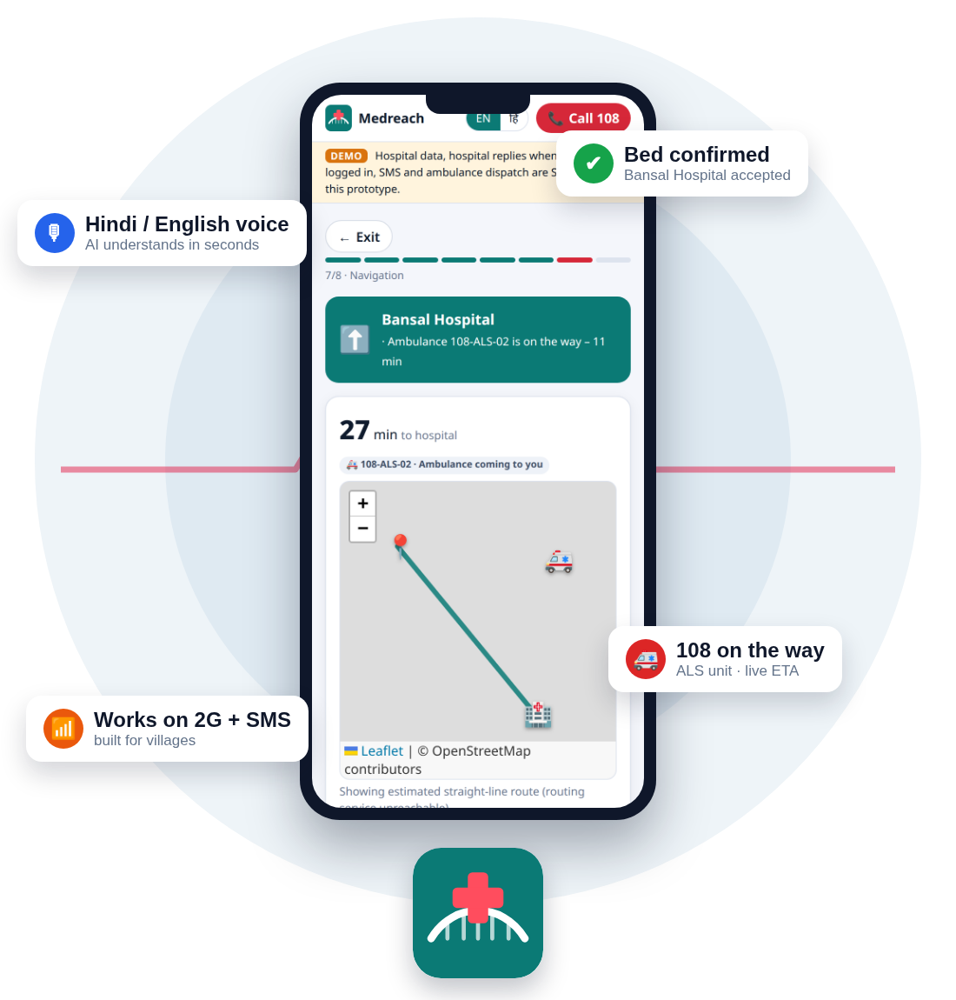 Medreach
EN
हिं
Call 108
DEMO Hospital data, hospital replies when
logged in, SMS and ambulance dispatch are
this prototype.
Bed confirmed
Bansal Hospital accepted
Hindi / English voice
AI understands in seconds
← Exit
7/8 · Navigation
Bansal Hospital
· Ambulance 108-ALS-02 is on the way – 11
min
27 min to hospital
108-ALS-02 · Ambulance coming to you
+
−
108 on the way
ALS unit · live ETA
Works on 2G + SMS
built for villages
Leaflet | © OpenStreetMap
contributors
Showing estimated straight-line route (routing
service unreachable)